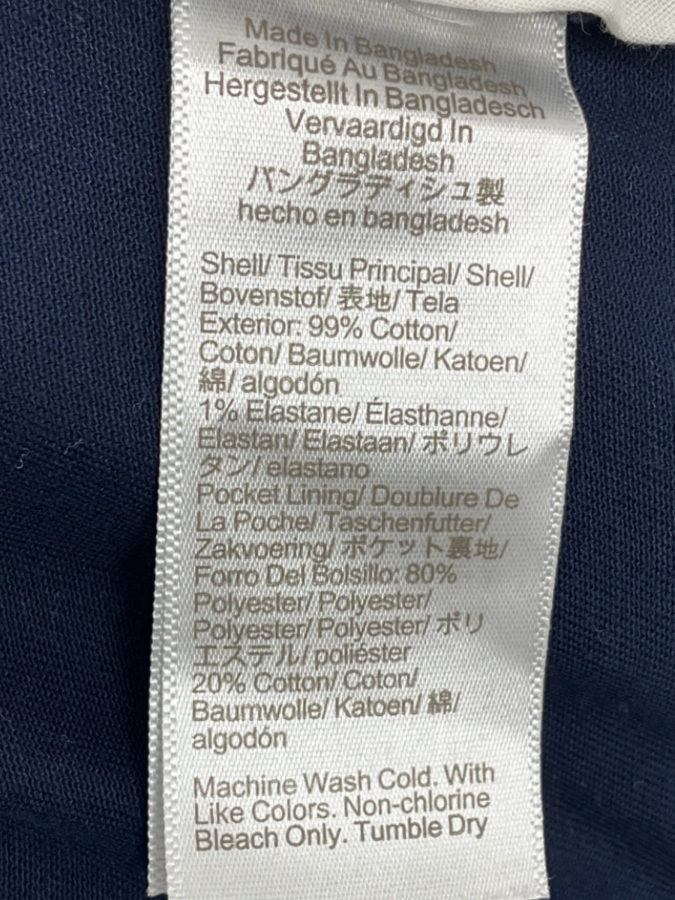 Made In Bangladesh
Fabriqué Au Bangladesh
Hergestellt In Bangladesch
Vervaardigd In
Bangladesh
バングラディシュ製
hecho en bangladesh
Shell/ Tissu Principal/ Shell/
Bovenstof/ 表地/ Tela
Exterior: 99% Cotton/
Coton/ Baumwolle/ Katoen/
綿/ algodón
1% Elastane/ Élasthanne/
Elastan/ Elastaan/ ポリウレ
タン/ elastano
Pocket Lining/ Doublure De
La Poche/ Taschenfutter/
Zakvoering/ ポケット裏地/
Forro Del Bolsillo: 80%
Polyester/ Polyester/
Polyester/ Polyester/ ポリ
エステル/ poliéster
20% Cotton/ Coton/
Baumwolle/ Katoen/ 綿/
algodón
Machine Wash Cold. With
Like Colors. Non-chlorine
Bleach Only. Tumble Dry